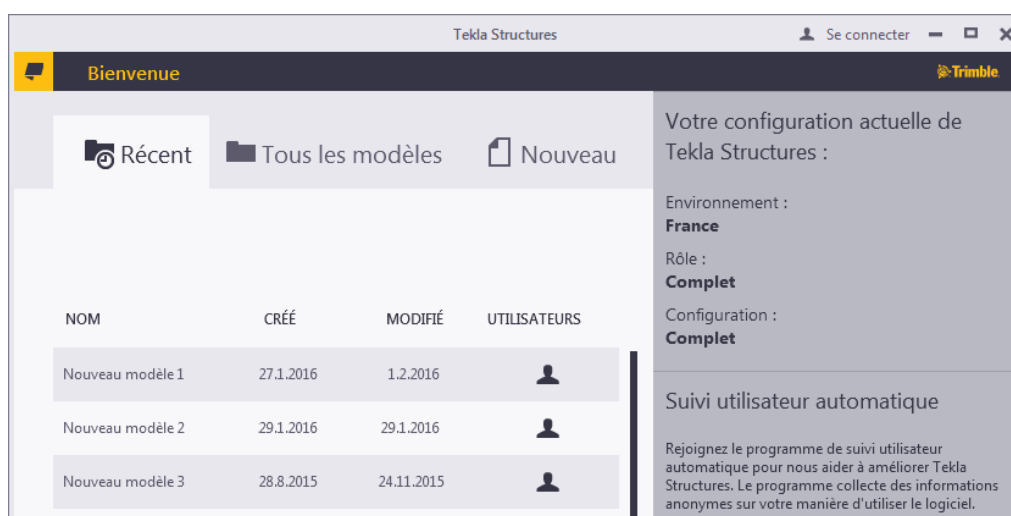 Tekla Structures
Se connecter
Bienvenue
Trimble.
Récent
Tous les modèles
Nouveau
NOM CRÉÉ MODIFIÉ UTILISATEURS
Nouveau modèle 1 27.1.2016 1.2.2016
Nouveau modèle 2 29.1.2016 29.1.2016
Nouveau modèle 3 28.8.2015 24.11.2015
Votre configuration actuelle de
Tekla Structures :
Environnement :
France
Rôle :
Complet
Configuration :
Complet
Suivi utilisateur automatique
Rejoignez le programme de suivi utilisateur
automatique pour nous aider à améliorer Tekla
Structures. Le programme collecte des informations
anonymes sur votre manière d'utiliser le logiciel.